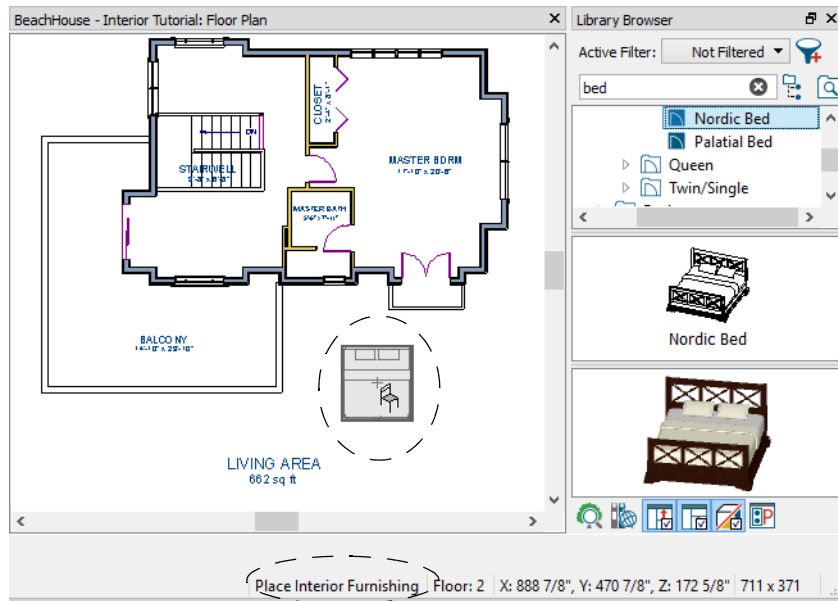 BeachHouse - Interior Tutorial: Floor Plan
Library Browser
Active Filter:
Not Filtered
bed
Nordic Bed
Palatial Bed
Queen
Twin/Single
Nordic Bed
CLOSET
DN
STAIRWELL
MASTER BDRM
MASTER BATH
BALCONY
LIVING AREA
662 sq ft
Place Interior Furnishing
Floor: 2
X: 888 7/8", Y: 470 7/8", Z: 172 5/8"
711 x 371